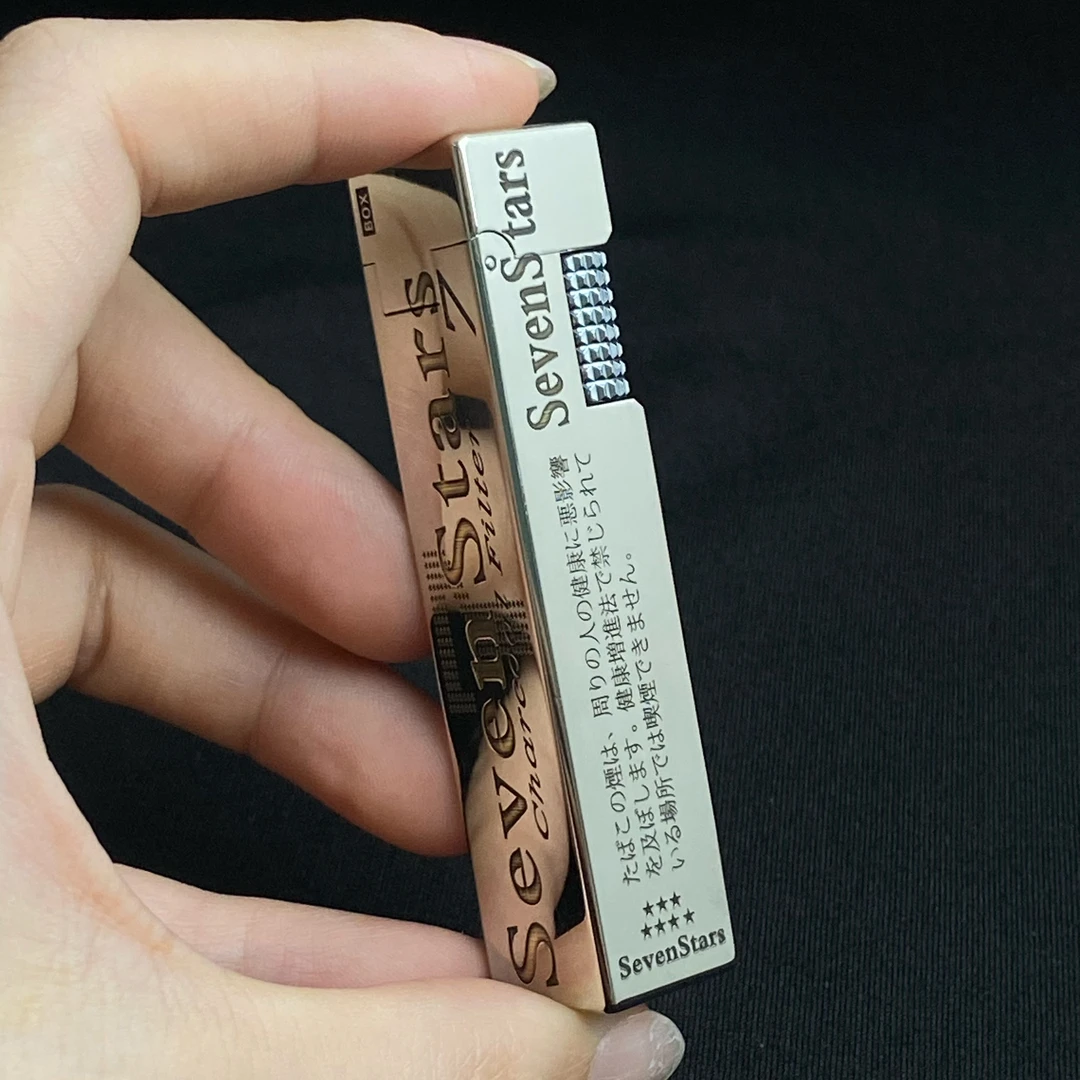 BOX
7
Seven Stars
Charcoal Filter
SevenStars
たばこの煙は、周りの人の健康に悪影響
を及ぼします。健康増進法で禁じられて
いる場所では喫煙できません。
★★★
★★★★
SevenStars